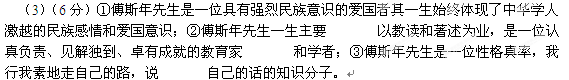 （3）(6分）①傅斯年先生是一位具有强烈民族意识的爱国者其一生始终体现了中华学人
激越的民族感情和爱国意识；②傅斯年先生一生主要 以教读和著述为业，是一位认
真负责、见解独到、卓有成就的教育家 和学者；③傅斯年先生是一位性格真率，我
行我素地走自己的路，说 自己的话的知识分子。